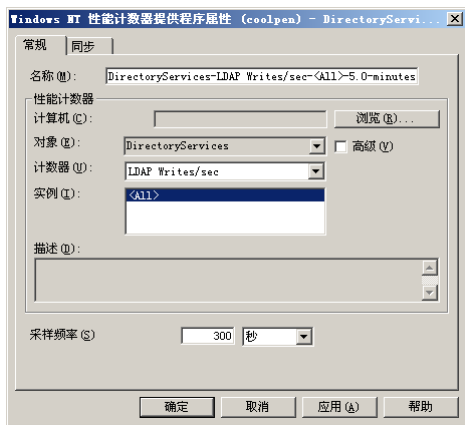 Windows NT 性能计数器提供程序属性 (coolpen) - DirectoryServi...
常规 同步
名称(M): DirectoryServices-LDAP Writes/sec-<All>-5.0-minutes
性能计数器
计算机(C): 浏览(R)...
对象(E): DirectoryServices 高级(V)
计数器(U): LDAP Writes/sec
实例(I): <All>
描述(D):
采样频率(S) 300 秒
确定 取消 应用(A) 帮助